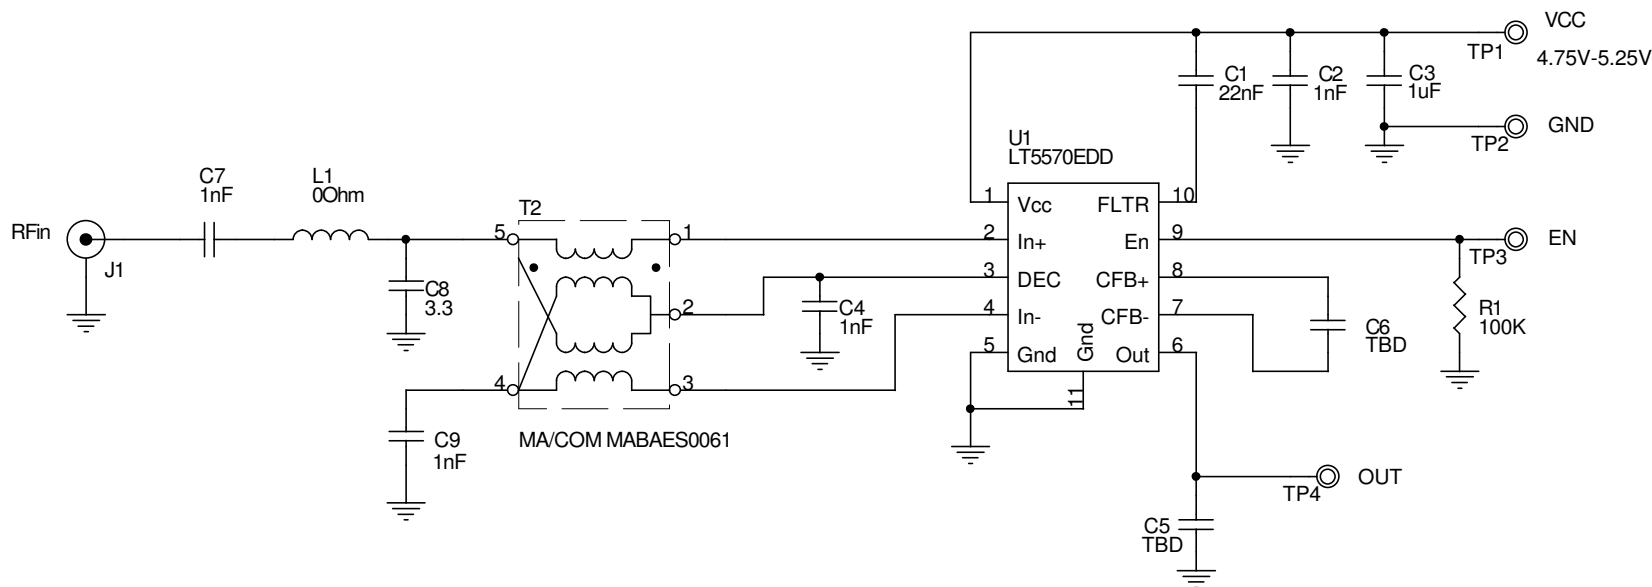 VCC
TP1
4.75V-5.25V
C1
22nF
C2
1nF
C3
1uF
GND
TP2
U1
LT5570EDD
C7
1nF
L1
0Ohm
T2
RFin
J1
5
1
C8
3.3
2
4
3
C9
1nF
MA/COM MABAES0061
C4
1nF
1
Vcc
FLTR
10
2
In+
En
9
3
DEC
CFB+
8
4
In-
CFB-
7
5
Gnd
Gnd
Out
6
11
EN
TP3
R1
100K
C6
TBD
OUT
TP4
C5
TBD